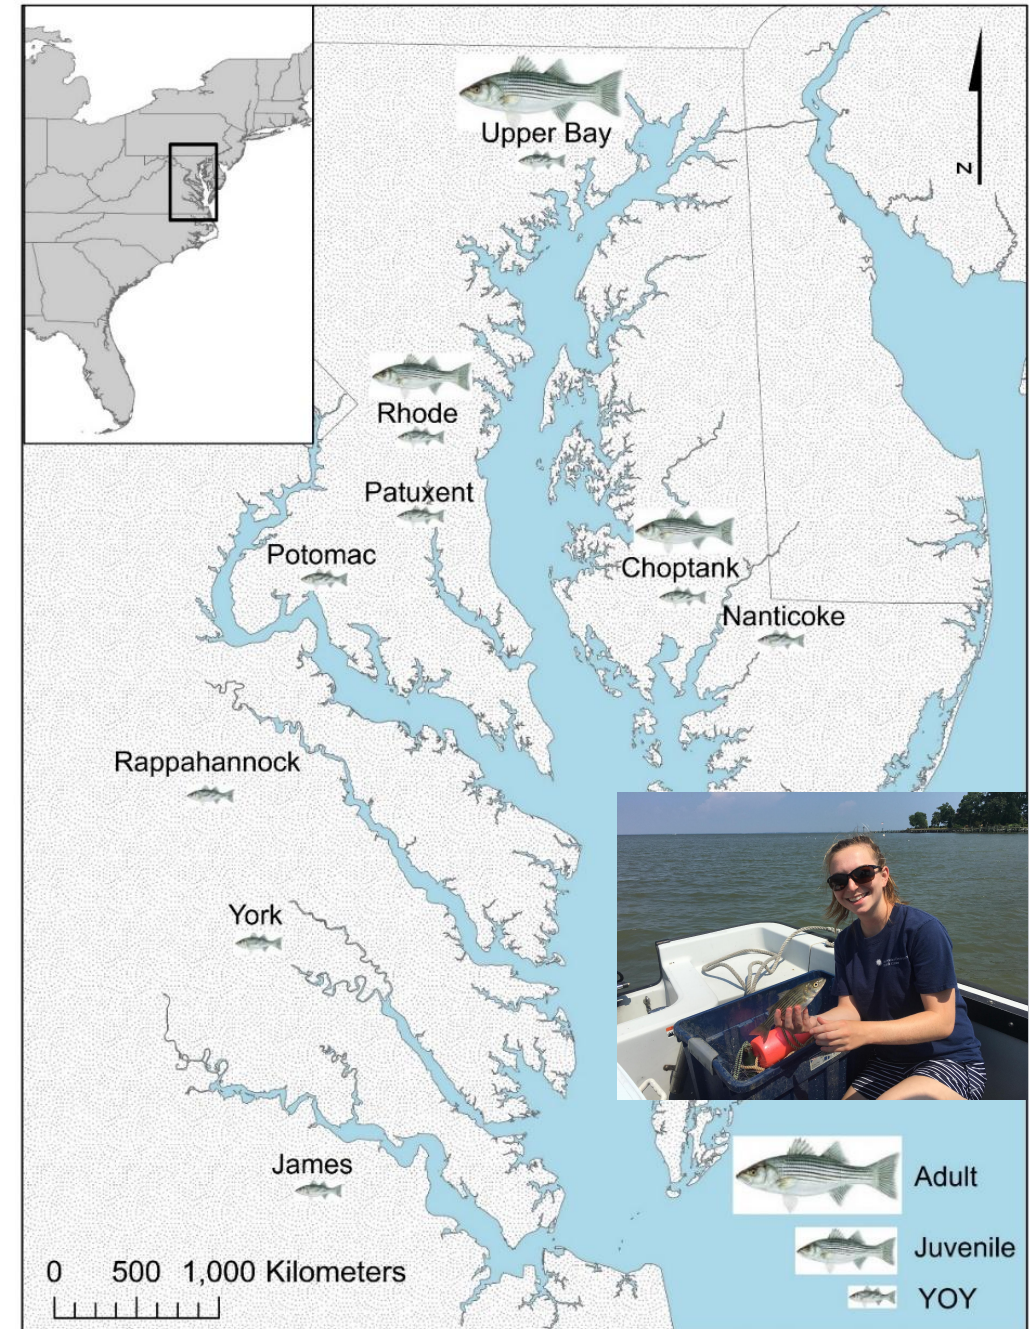 Upper Bay
N
Rhode
Patuxent
Potomac
Choptank
Nanticoke
Rappahannock
York
James
Adult
Juvenile
YOY
0 500 1,000 Kilometers